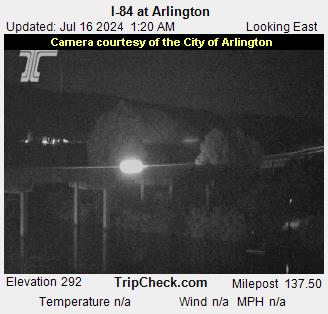 I-84 at Arlington
Updated: Jul 16 2024 1:20 AM Looking East
Camera courtesy of the City of Arlington
Elevation 292 TripCheck.com Milepost 137.50
Temperature n/a Wind n/a MPH n/a